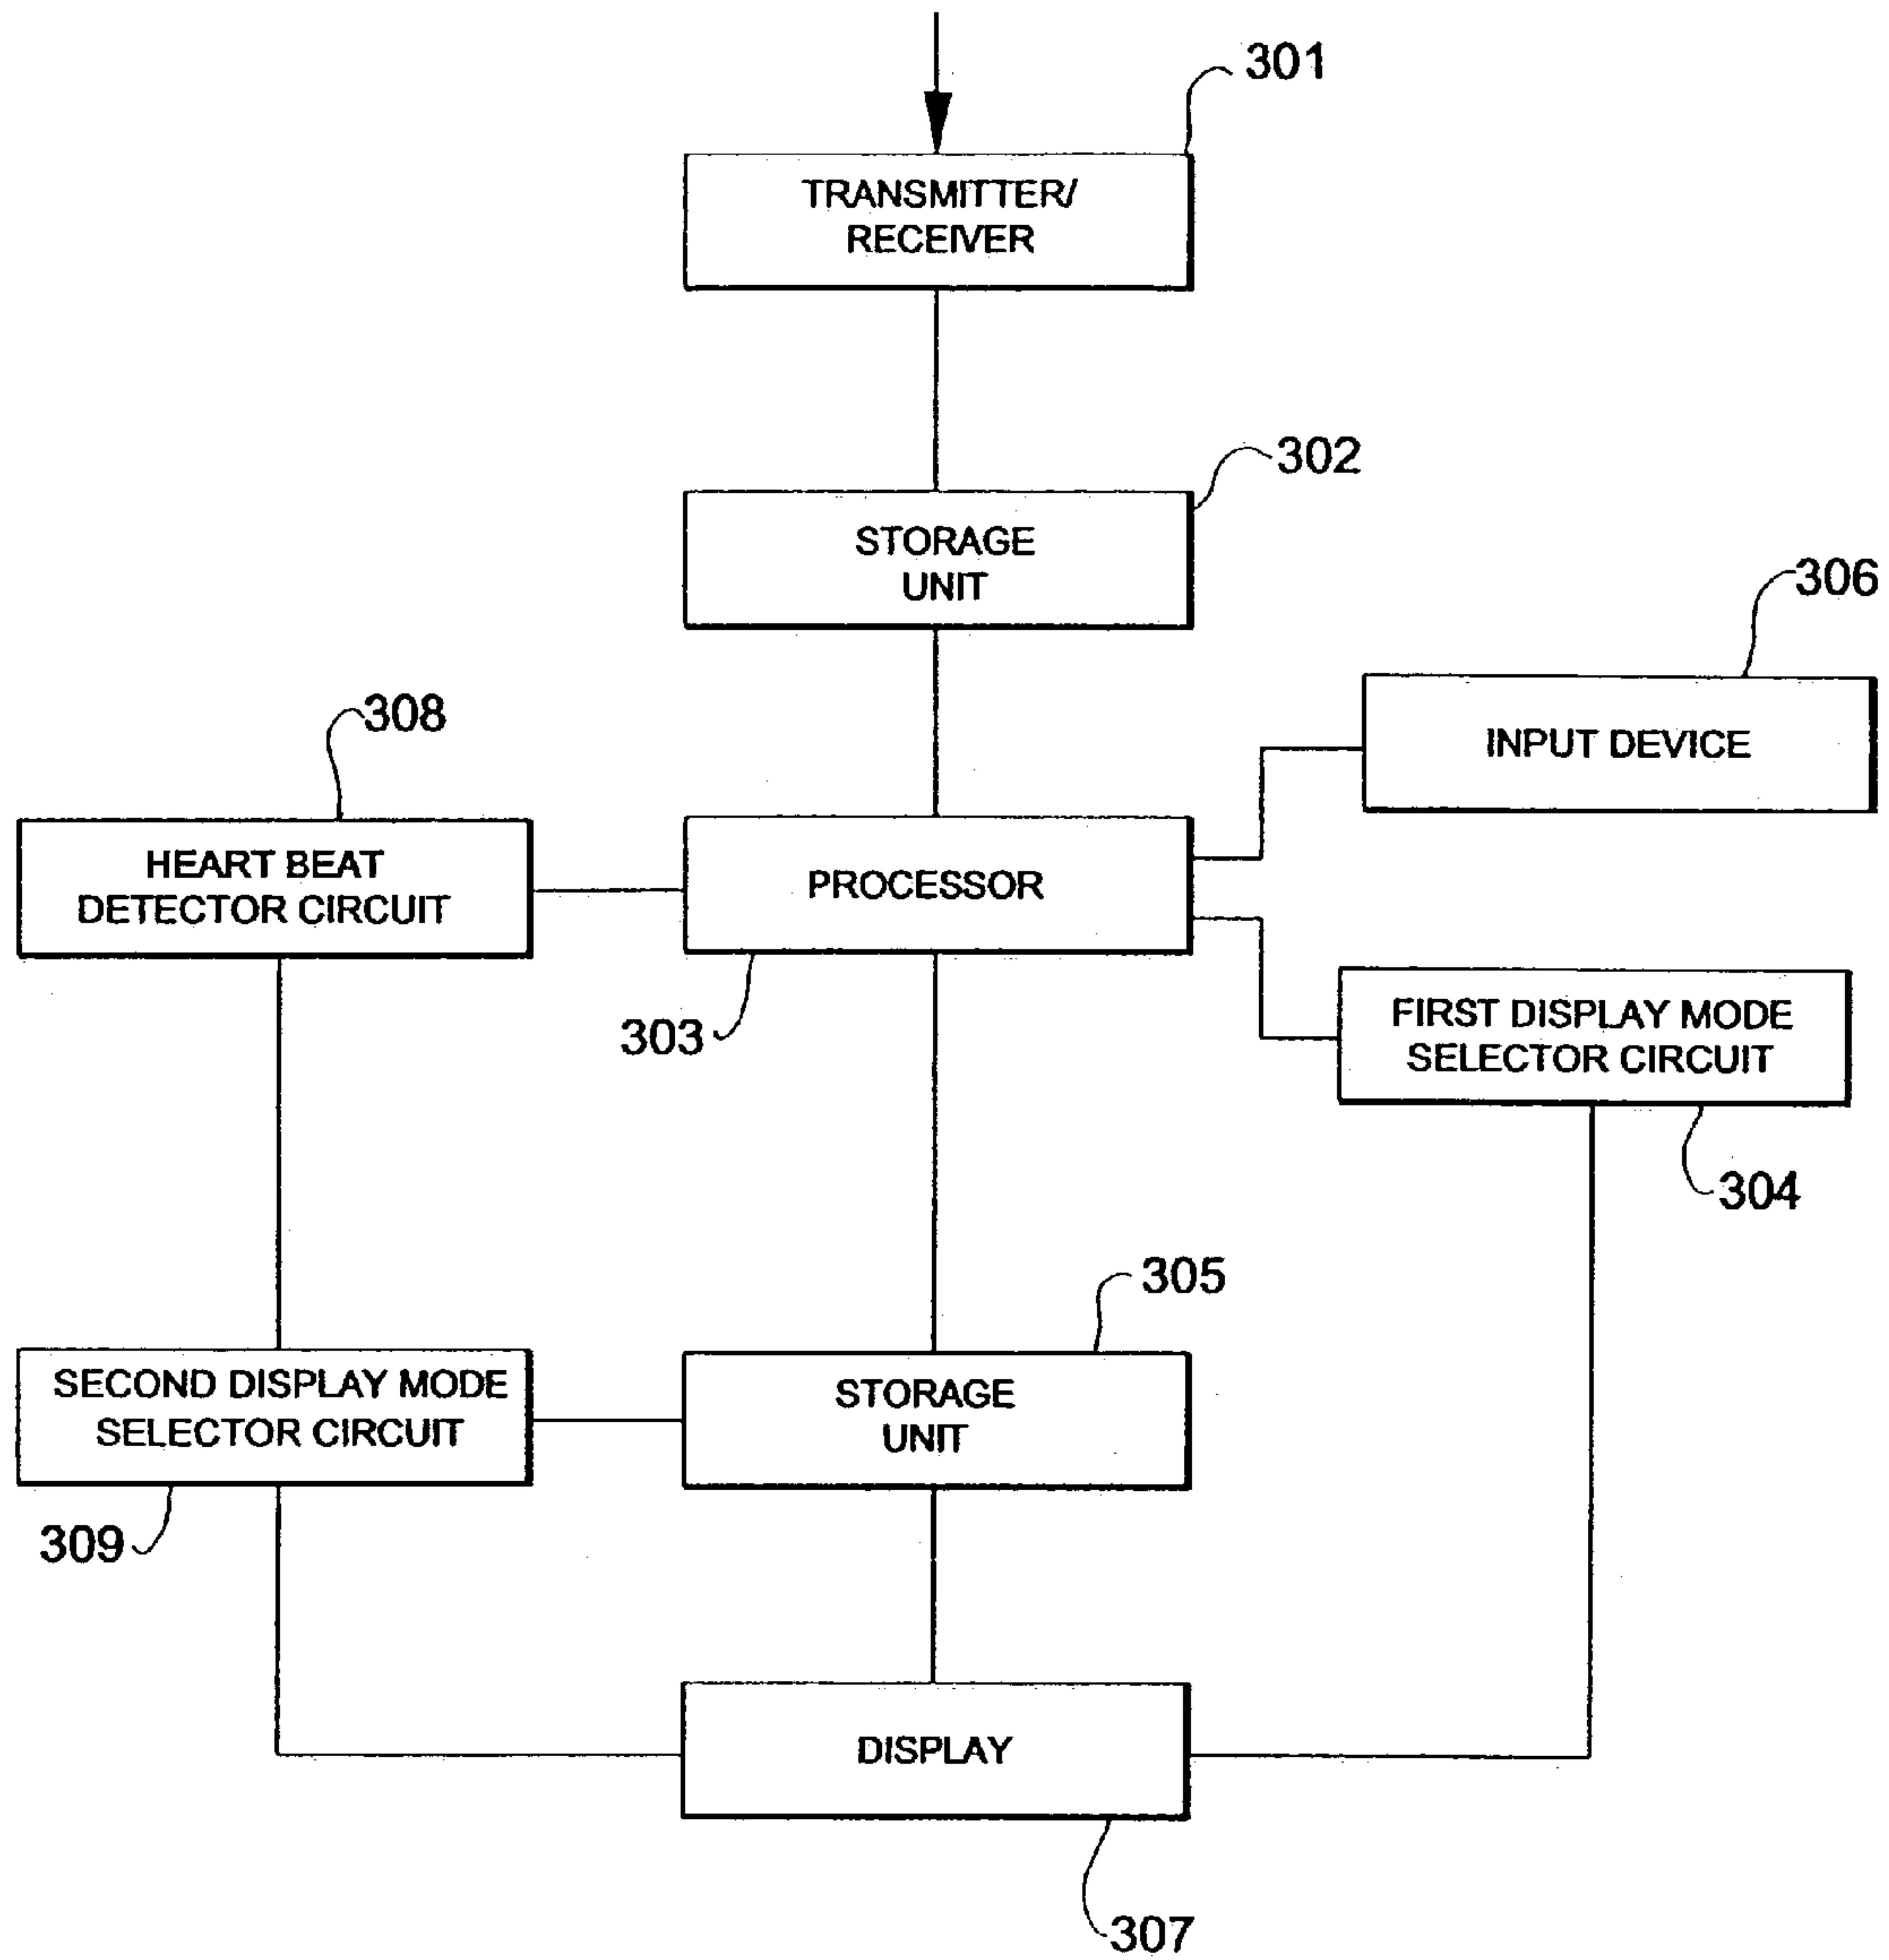 301
TRANSMITTER/
RECEIVER
302
STORAGE
UNIT
306
INPUT DEVICE
308
HEART BEAT
DETECTOR CIRCUIT
PROCESSOR
303
FIRST DISPLAY MODE
SELECTOR CIRCUIT
304
305
SECOND DISPLAY MODE
SELECTOR CIRCUIT
STORAGE
UNIT
309
DISPLAY
307